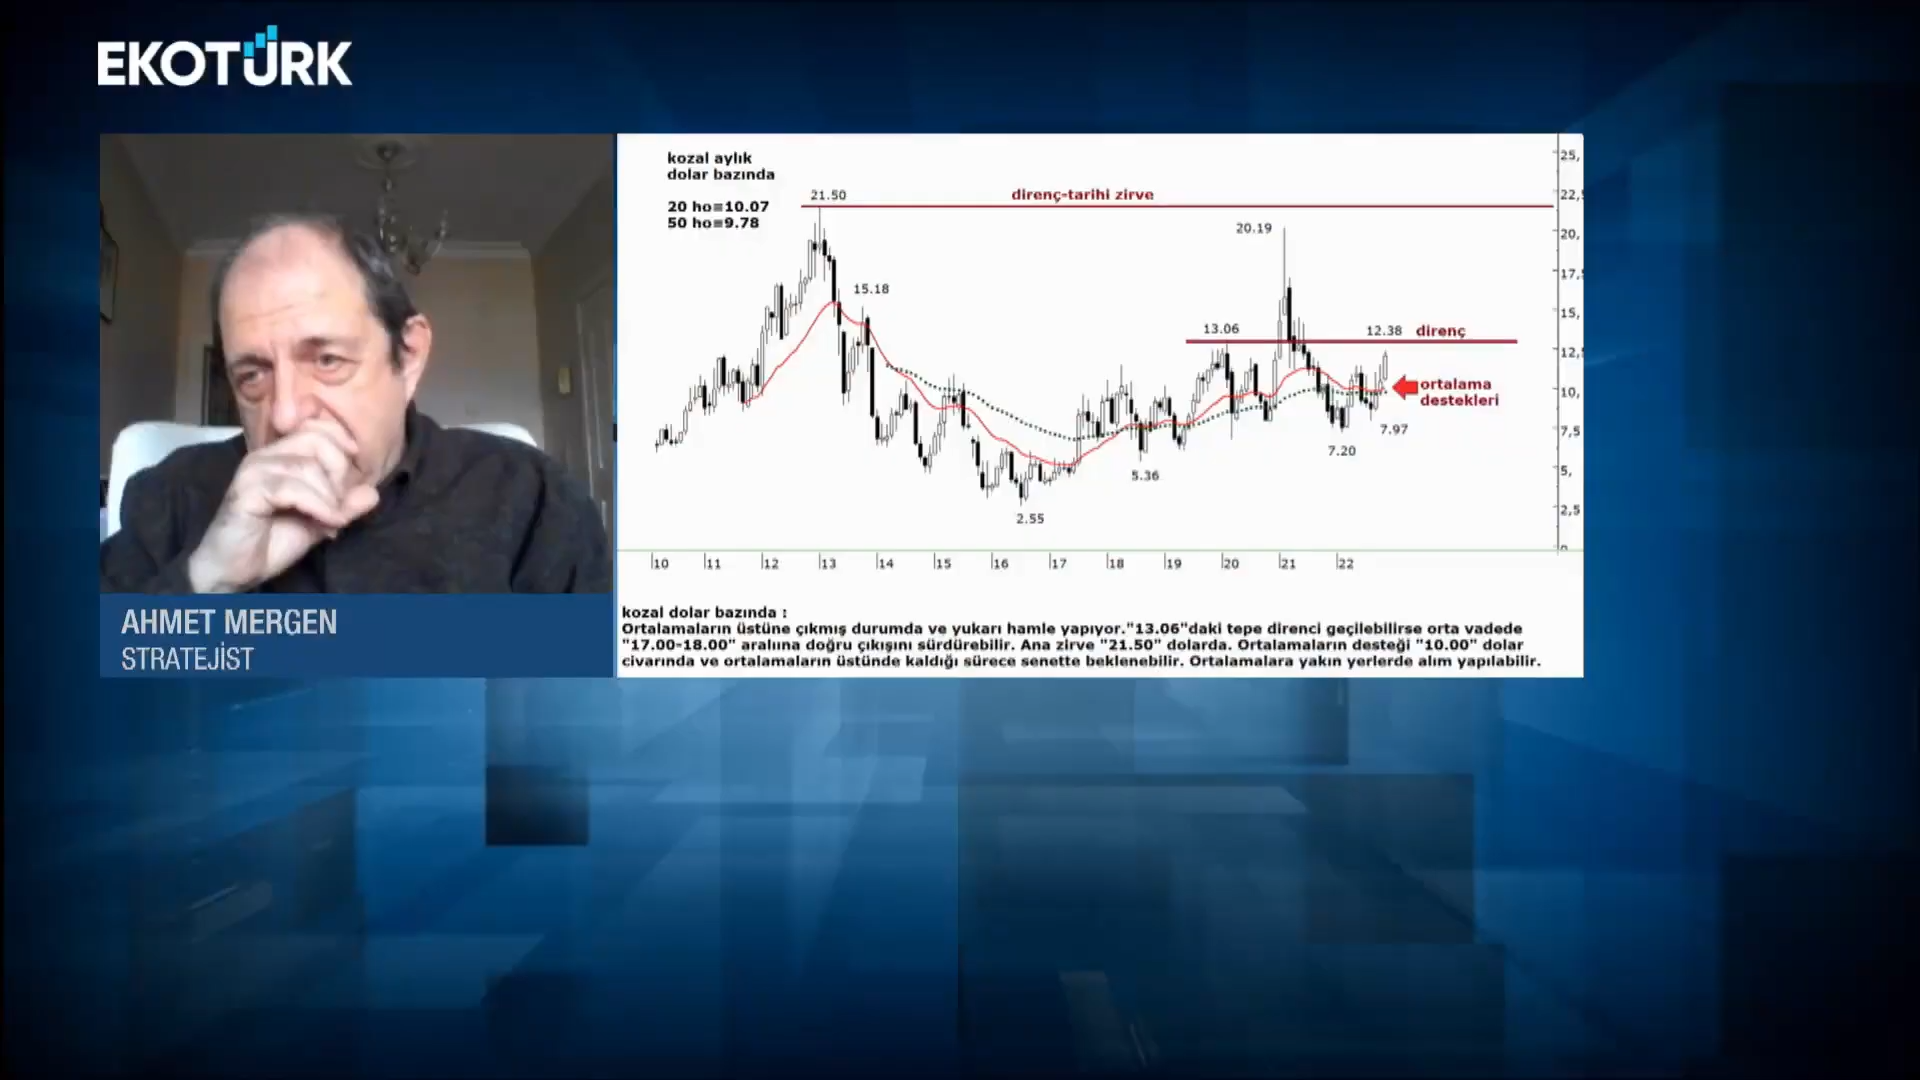 EKOTÜRK
kozal aylık
dolar bazında
20 ho=10.07
50 ho=9.78
21.50
direnç-tarihi zirve
20.19
15.18
13.06
12.38 direnç
ortalama
destekleri
7.97
7.20
5.36
2.55
25,
22,
20,
17,
15,
12,
10,
7,5
5,
2,5
0
10 11 12 13 14 15 16 17 18 19 20 21 22
kozal dolar bazında :
Ortalamaların üstüne çıkmış durumda ve yukarı hamle yapıyor."13.06"daki tepe direnci geçilebilirse orta vadede
"17.00-18.00" aralıına doğru çıkışını sürdürebilir. Ana zirve "21.50" dolarda. Ortalamaların desteği "10.00" dolar
civarında ve ortalamaların üstünde kaldığı sürece senette beklenebilir. Ortalamalara yakın yerlerde alım yapılabilir.
AHMET MERGEN
STRATEJİST